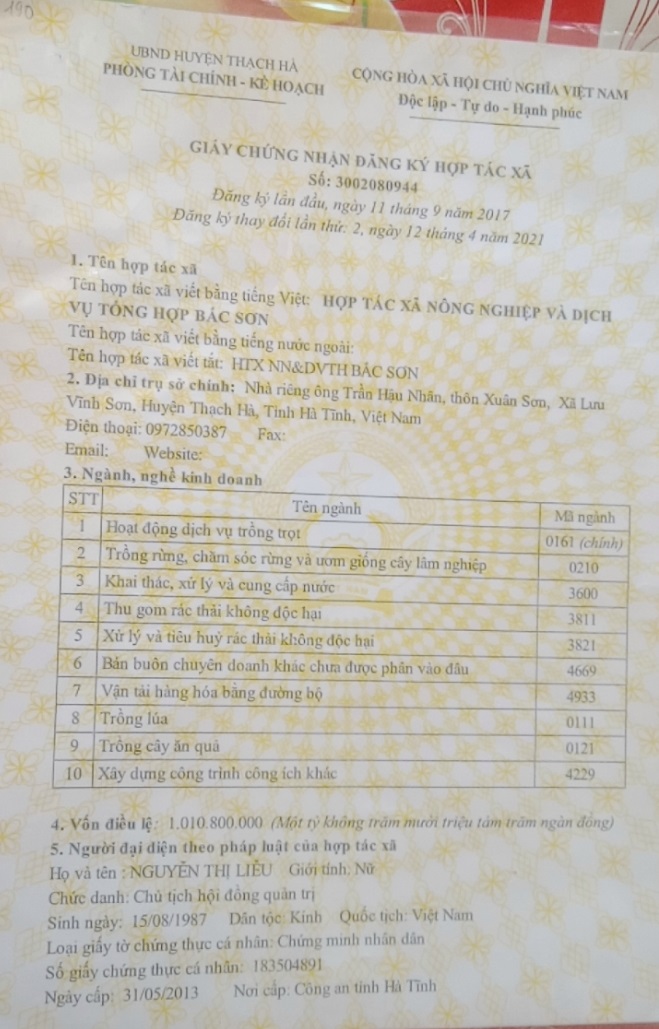 190
UBND HUYỆN THẠCH HÀ
PHÒNG TÀI CHÍNH - KẾ HOẠCH
CỘNG HÒA XÃ HỘI CHỦ NGHĨA VIỆT NAM
Độc lập - Tự do - Hạnh phúc
GIẤY CHỨNG NHẬN ĐĂNG KÝ HỢP TÁC XÃ
Số: 3002080944
Đăng ký lần đầu, ngày 11 tháng 9 năm 2017
Đăng ký thay đổi lần thứ: 2, ngày 12 tháng 4 năm 2021
1. Tên hợp tác xã
Tên hợp tác xã viết bằng tiếng Việt: HỢP TÁC XÃ NÔNG NGHIỆP VÀ DỊCH
VỤ TỔNG HỢP BẮC SƠN
Tên hợp tác xã viết bằng tiếng nước ngoài:
Tên hợp tác xã viết tắt: HTX NN&DVTH BẮC SƠN
2. Địa chỉ trụ sở chính: Nhà riêng ông Trần Hậu Nhân, thôn Xuân Sơn, Xã Lưu
Vĩnh Sơn, Huyện Thạch Hà, Tỉnh Hà Tĩnh, Việt Nam
Điện thoại: 0972850387 Fax:
Email: Website:
3. Ngành, nghề kinh doanh
STT Tên ngành Mã ngành
1 Hoạt động dịch vụ trồng trọt 0161 (chính)
2 Trồng rừng, chăm sóc rừng và ươm giống cây lâm nghiệp 0210
3 Khai thác, xử lý và cung cấp nước 3600
4 Thu gom rác thải không độc hại 3811
5 Xử lý và tiêu huỷ rác thải không độc hại 3821
6 Bán buôn chuyên doanh khác chưa được phân vào đâu 4669
7 Vận tải hàng hóa bằng đường bộ 4933
8 Trồng lúa 0111
9 Trồng cây ăn quả 0121
10 Xây dựng công trình công ích khác 4229
4. Vốn điều lệ: 1.010.800.000 (Một tỷ không trăm mười triệu tám trăm ngàn đồng)
5. Người đại diện theo pháp luật của hợp tác xã
Họ và tên : NGUYỄN THỊ LIỄU Giới tính: Nữ
Chức danh: Chủ tịch hội đồng quản trị
Sinh ngày: 15/08/1987 Dân tộc: Kinh Quốc tịch: Việt Nam
Loại giấy tờ chứng thực cá nhân: Chứng minh nhân dân
Số giấy chứng thực cá nhân: 183504891
Ngày cấp: 31/05/2013 Nơi cấp: Công an tỉnh Hà Tĩnh